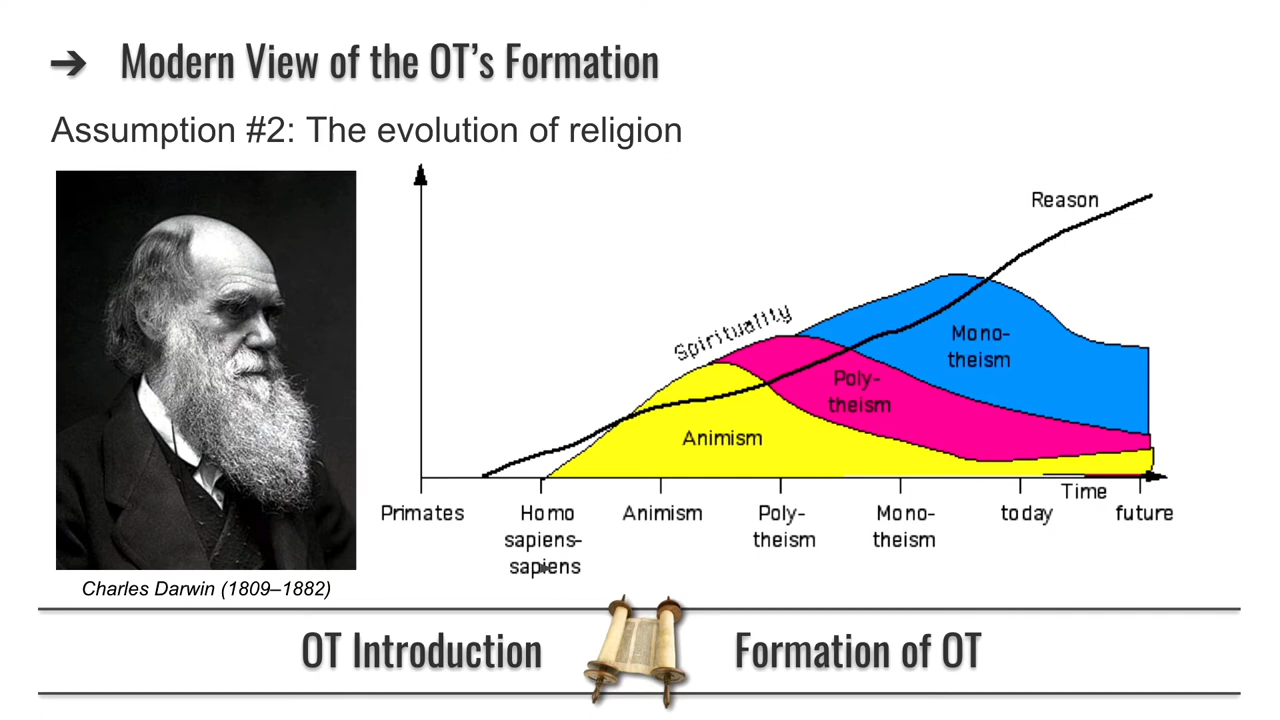 ➔ Modern View of the OT’s Formation
Assumption #2: The evolution of religion
Reason
Spirituality
Mono-
theism
Poly-
theism
Animism
Time
Primates
Homo
sapiens-
sapiens
Animism
Poly-
theism
Mono-
theism
today
future
Charles Darwin (1809–1882)
OT Introduction
Formation of OT